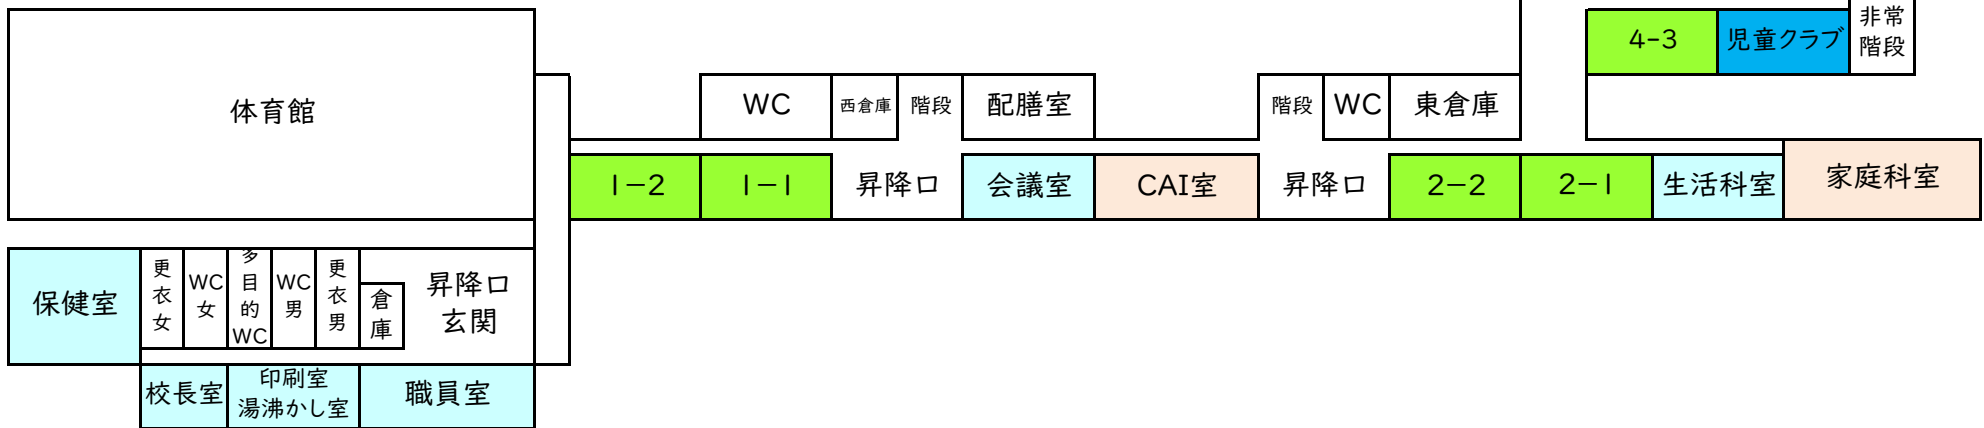 体育館
WC
西倉庫
階段
配膳室
階段
WC
東倉庫
4-3
児童クラブ
非常
階段
1-2
1-1
昇降口
会議室
CAI室
昇降口
2-2
2-1
生活科室
家庭科室
保健室
更
衣
女
WC
女
多
目
的
WC
WC
男
更
衣
男
倉
庫
昇降口
玄関
校長室
印刷室
湯沸かし室
職員室